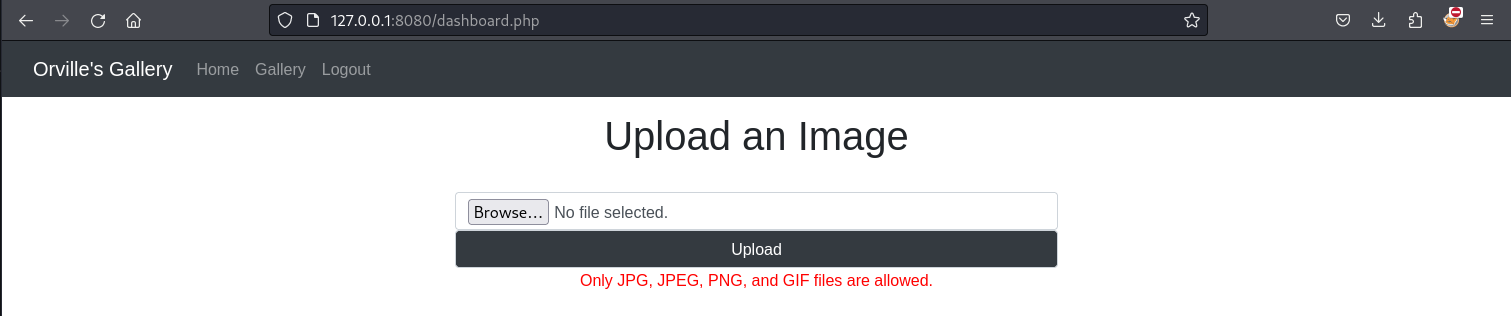 127.0.0.1:8080/dashboard.php
Orville's Gallery Home Gallery Logout
Upload an Image
Browse... No file selected.
Upload
Only JPG, JPEG, PNG, and GIF files are allowed.